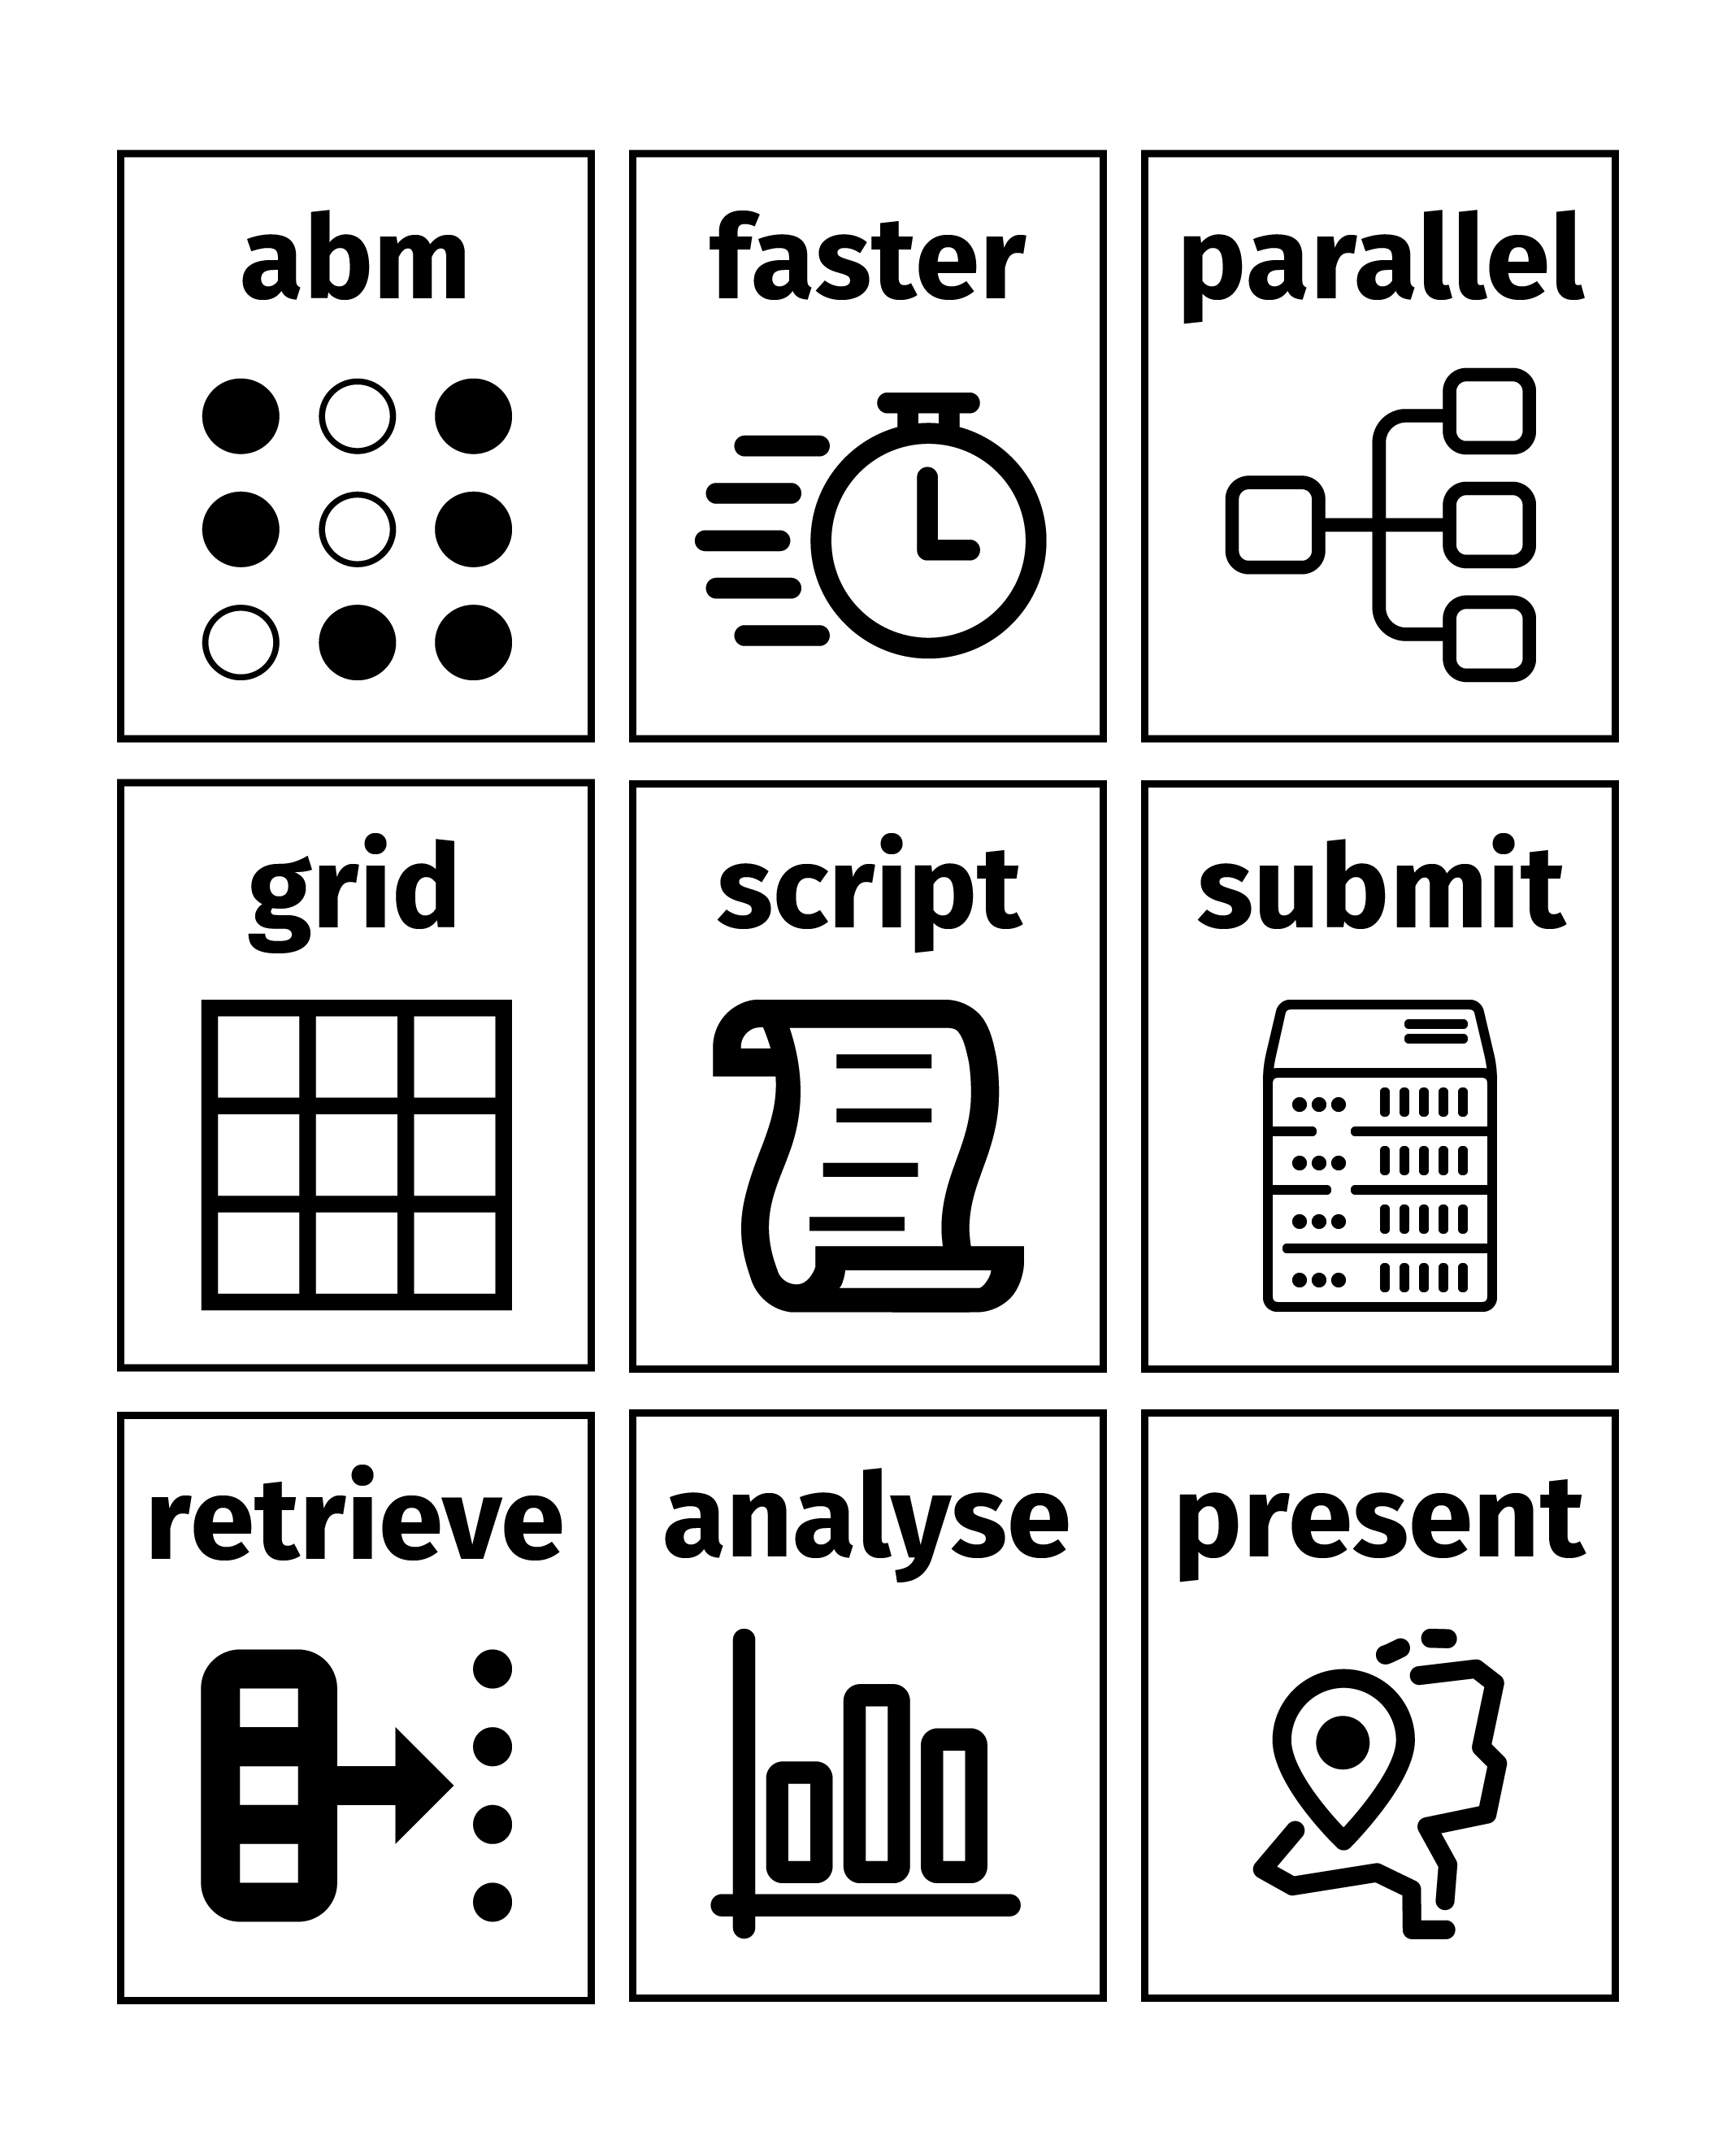 abm
faster
parallel
grid
script
submit
retrieve
analyse
present